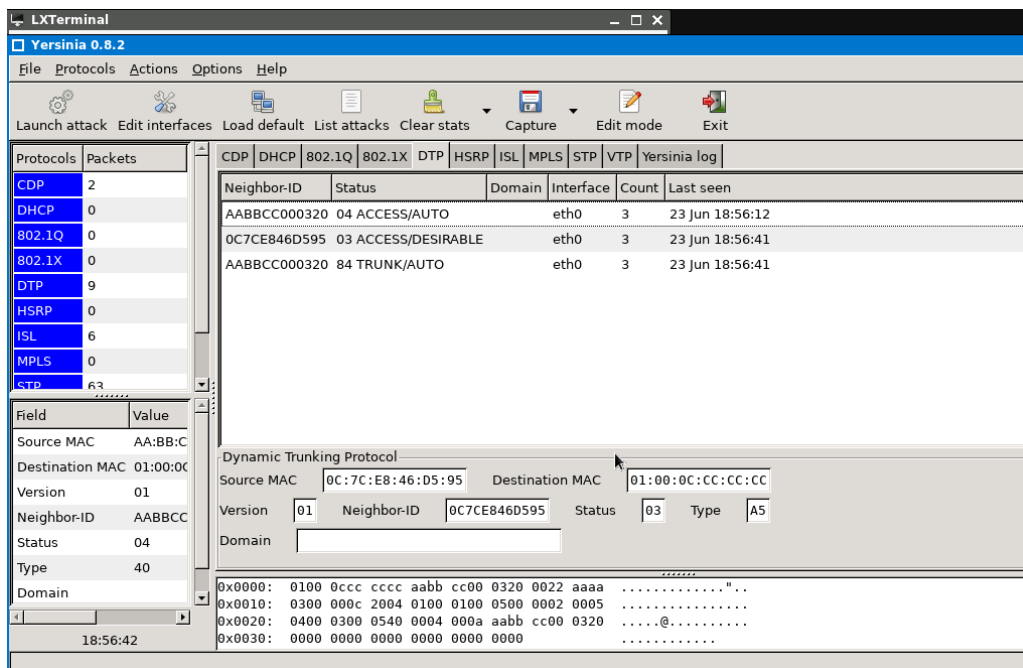 LXTerminal
Yersinia 0.8.2
File Protocols Actions Options Help
Launch attack Edit interfaces Load default List attacks Clear stats Capture Edit mode Exit
Protocols Packets
CDP 2
DHCP 0
802.1Q 0
802.1X 0
DTP 9
HSRP 0
ISL 6
MPLS 0
STP 63
CDP DHCP 802.1Q 802.1X DTP HSRP ISL MPLS STP VTP Yersinia log
Neighbor-ID Status Domain Interface Count Last seen
AABBCC000320 04 ACCESS/AUTO eth0 3 23 Jun 18:56:12
0C7CE846D595 03 ACCESS/DESIRABLE eth0 3 23 Jun 18:56:41
AABBCC000320 84 TRUNK/AUTO eth0 3 23 Jun 18:56:41
Field Value
Source MAC AA:BB:C
Destination MAC 01:00:0C
Version 01
Neighbor-ID AABBCC
Status 04
Type 40
Domain
18:56:42
Dynamic Trunking Protocol
Source MAC 0C:7C:E8:46:D5:95 Destination MAC 01:00:0C:CC:CC:CC
Version 01 Neighbor-ID 0C7CE846D595 Status 03 Type A5
Domain
0x0000: 0100 0ccc cccc aabb cc00 0320 0022 aaaa ............."..
0x0010: 0300 000c 2004 0100 0100 0500 0002 0005 ................
0x0020: 0400 0300 0540 0004 000a aabb cc00 0320 .....@..........
0x0030: 0000 0000 0000 0000 0000 0000 ............